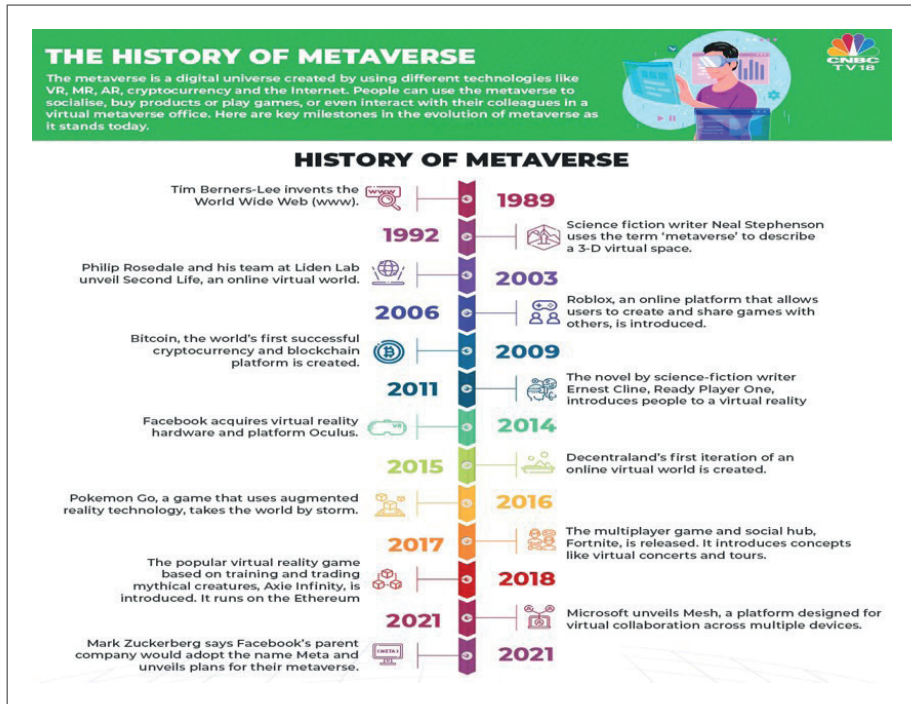 THE HISTORY OF METAVERSE
The metaverse is a digital universe created by using different technologies like
VR, MR, AR, cryptocurrency and the Internet. People can use the metaverse to
socialise, buy products or play games, or even interact with their colleagues in a
virtual metaverse office. Here are key milestones in the evolution of metaverse as
it stands today.
CNBC
TV18
HISTORY OF METAVERSE
Tim Berners-Lee invents the
World Wide Web (www).
WWW
1989
1992
Science fiction writer Neal Stephenson
uses the term ‘metaverse’ to describe
a 3-D virtual space.
Philip Rosedale and his team at Liden Lab
unveil Second Life, an online virtual world.
2003
2006
Roblox, an online platform that allows
users to create and share games with
others, is introduced.
Bitcoin, the world’s first successful
cryptocurrency and blockchain
platform is created.
2009
2011
The novel by science-fiction writer
Ernest Cline, Ready Player One,
introduces people to a virtual reality
Facebook acquires virtual reality
hardware and platform Oculus.
VR
2014
2015
Decentraland’s first iteration of an
online virtual world is created.
Pokemon Go, a game that uses augmented
reality technology, takes the world by storm.
2016
2017
The multiplayer game and social hub,
Fortnite, is released. It introduces concepts
like virtual concerts and tours.
The popular virtual reality game
based on training and trading
mythical creatures, Axie Infinity, is
introduced. It runs on the Ethereum
2018
2021
Microsoft unveils Mesh, a platform designed for
virtual collaboration across multiple devices.
Mark Zuckerberg says Facebook’s parent
company would adopt the name Meta and
unveils plans for their metaverse.
META
2021